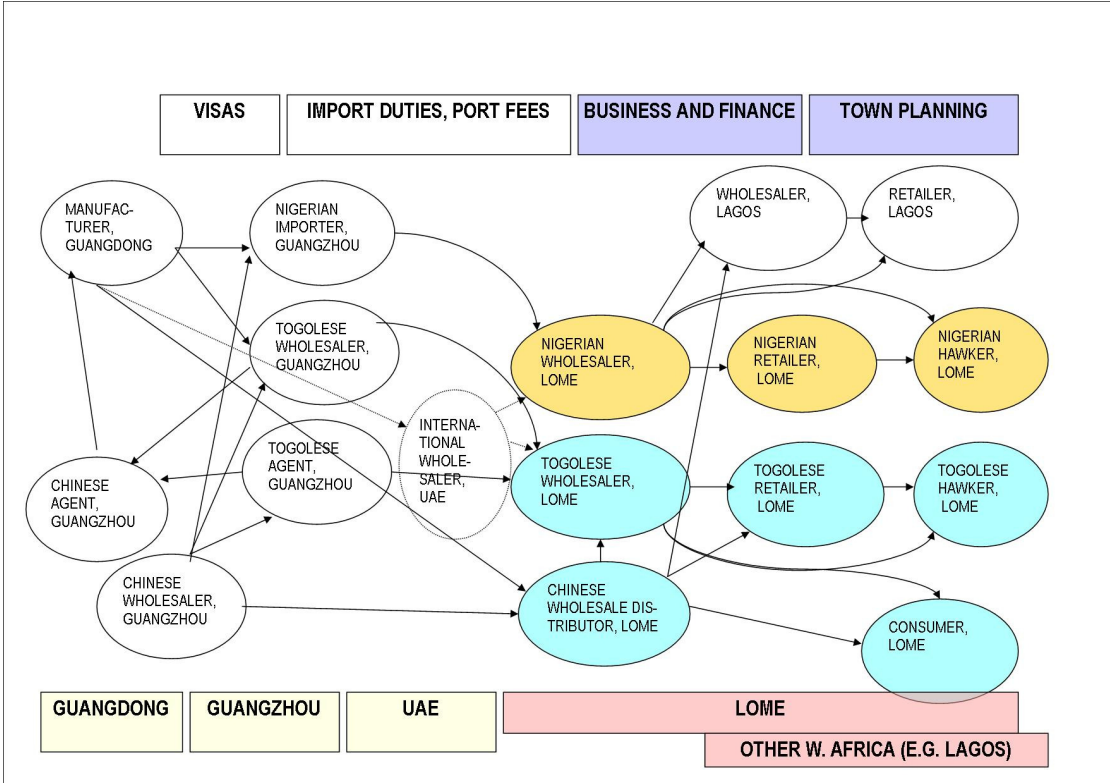 VISAS
IMPORT DUTIES, PORT FEES
BUSINESS AND FINANCE
TOWN PLANNING
MANUFAC-
TURER,
GUANGDONG
NIGERIAN
IMPORTER,
GUANGZHOU
WHOLESALER,
LAGOS
RETAILER,
LAGOS
TOGOLESE
WHOLESALER,
GUANGZHOU
NIGERIAN
WHOLESALER,
LOME
NIGERIAN
RETAILER,
LOME
NIGERIAN
HAWKER,
LOME
INTERNA-
TIONAL
WHOLE-
SALER,
UAE
CHINESE
AGENT,
GUANGZHOU
TOGOLESE
AGENT,
GUANGZHOU
TOGOLESE
WHOLESALER,
LOME
TOGOLESE
RETAILER,
LOME
TOGOLESE
HAWKER,
LOME
CHINESE
WHOLESALER,
GUANGZHOU
CHINESE
WHOLESALE DIS-
TRIBUTOR, LOME
CONSUMER,
LOME
GUANGDONG
GUANGZHOU
UAE
LOME
OTHER W. AFRICA (E.G. LAGOS)